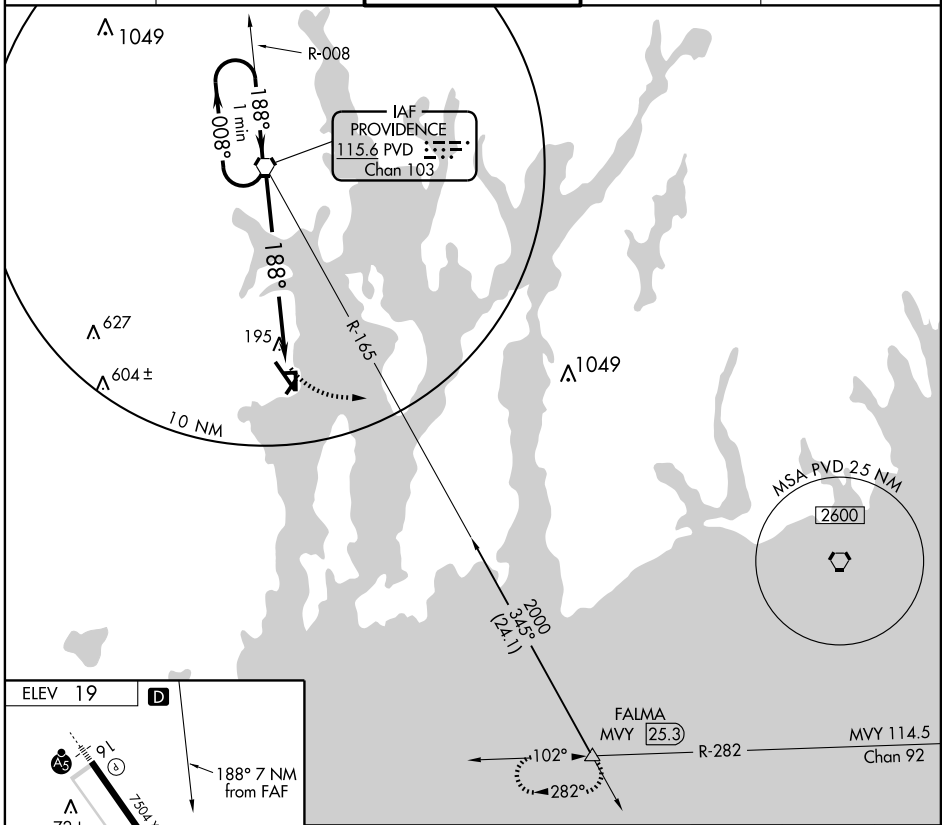 1049
R-008
188°
1 min
008°
IAF
PROVIDENCE
115.6 PVD
Chan 103
188°
R-165
627
195
604 ±
1049
10 NM
MSA PVD 25 NM
2600
2000
345°
(24.1)
FALMA
MVY 25.3
102°
R-282
MVY 114.5
Chan 92
282°
ELEV 19
D
188° 7 NM
from FAF
A5
16
P
7504 X